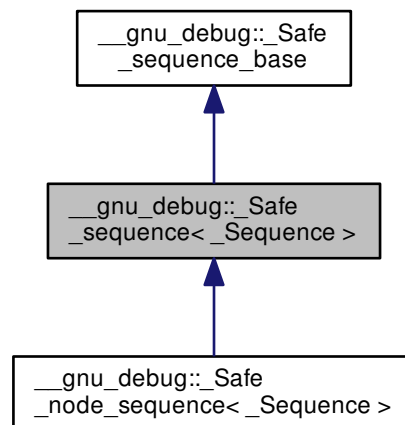 __gnu_debug::_Safe
_sequence_base
__gnu_debug::_Safe
_sequence< _Sequence >
__gnu_debug::_Safe
_node_sequence< _Sequence >